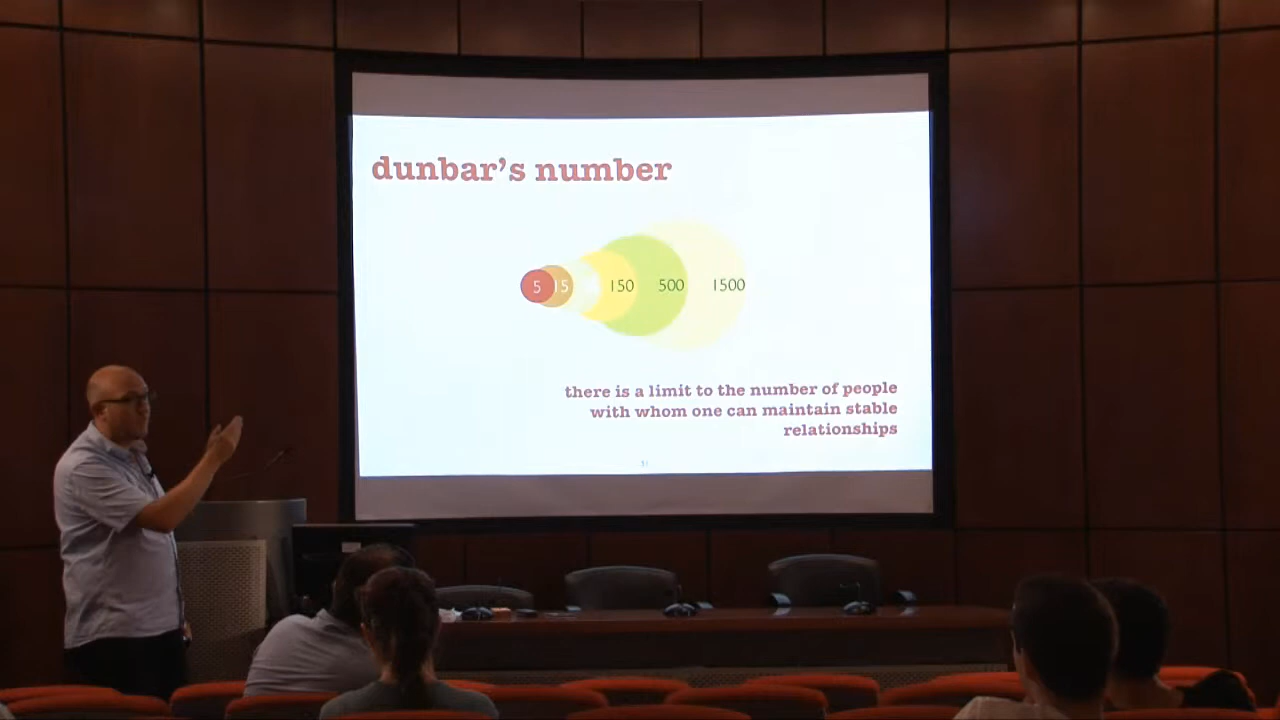 dunbar's number
5 15 150 500 1500
there is a limit to the number of people
with whom one can maintain stable
relationships